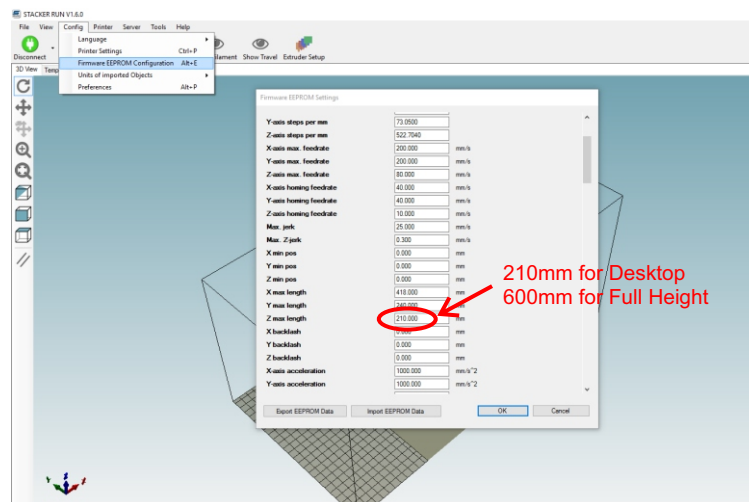 STACKER RUN V1.6.0
File View Config Printer Server Tools Help
Disconnect
Language
Printer Settings Ctrl+P
Firmware EEPROM Configuration Alt+E
Units of imported Objects
Preferences Alt+P
Show Travel Extruder Setup
3D View
Firmware EEPROM Settings
Y-axis steps per mm 73.0500
Z-axis steps per mm 522.7040
X-axis max. feedrate 200.000 mm/s
Y-axis max. feedrate 200.000 mm/s
Z-axis max. feedrate 80.000 mm/s
X-axis homing feedrate 40.000 mm/s
Y-axis homing feedrate 40.000 mm/s
Z-axis homing feedrate 10.000 mm/s
Max. jerk 25.000 mm/s
Max. Z-jerk 0.300 mm/s
X min pos 0.000 mm
Y min pos 0.000 mm
Z min pos 0.000 mm
X max length 418.000 mm
Y max length 240.000 mm
Z max length 210.000 mm
X backlash 0.000 mm
Y backlash 0.000 mm
Z backlash 0.000 mm
X-axis acceleration 1000.000 mm/s^2
Y-axis acceleration 1000.000 mm/s^2
Export EEPROM Data Import EEPROM Data OK Cancel
210mm for Desktop
600mm for Full Height